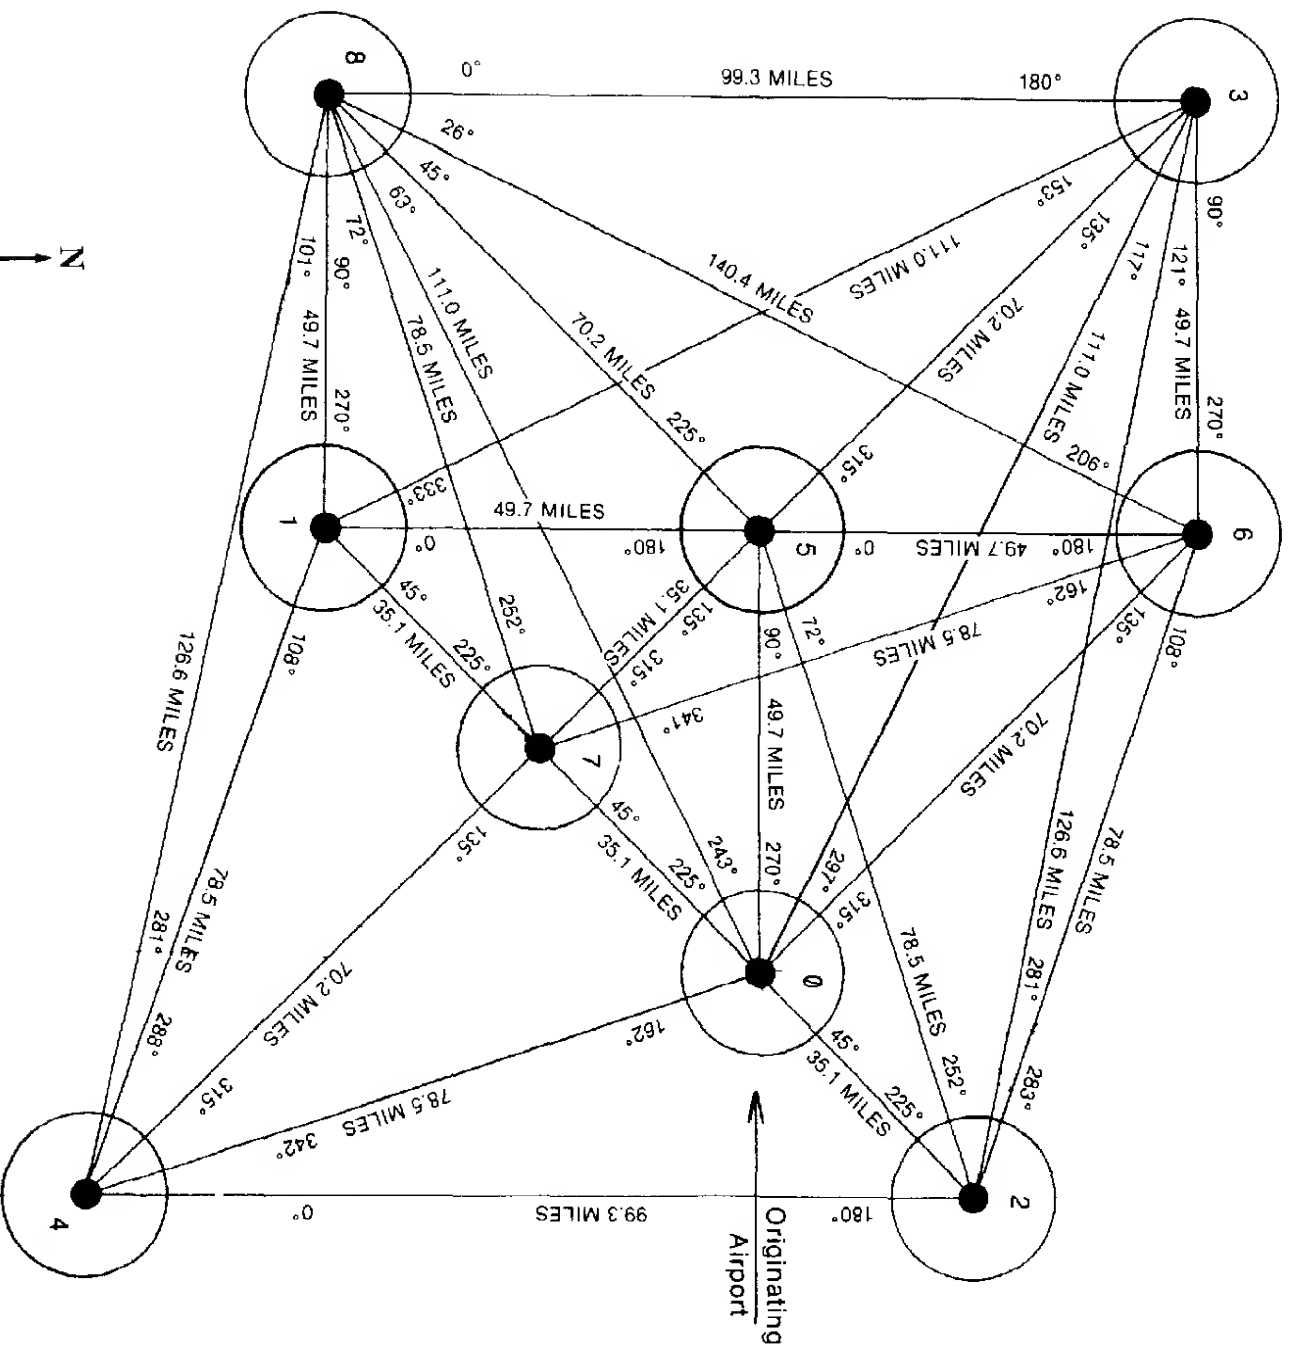 8
0°
99.3 MILES
180°
3
26°
45°
63°
72°
90°
101°
49.7 MILES
270°
111.0 MILES
78.5 MILES
70.2 MILES
225°
140.4 MILES
206°
153°
135°
117°
121°
90°
111.0 MILES
70.2 MILES
315°
111.0 MILES
49.7 MILES
270°
N
1
333°
0°
49.7 MILES
180°
5
0°
49.7 MILES
180°
6
45°
35.1 MILES
225°
252°
35.1 MILES
135°
315°
90°
72°
49.7 MILES
270°
162°
78.5 MILES
341°
135°
108°
70.2 MILES
315°
297°
243°
7
45°
35.1 MILES
225°
135°
70.2 MILES
315°
108°
126.6 MILES
78.5 MILES
281°
288°
0
162°
78.5 MILES
342°
45°
35.1 MILES
225°
78.5 MILES
252°
126.6 MILES
281°
78.5 MILES
283°
4
0°
99.3 MILES
180°
2
Originating
Airport